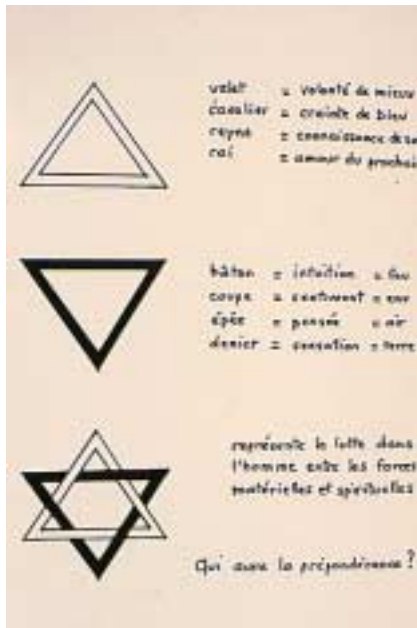 valet = volonté de mieux
cavalier = crainte de Dieu
reyne = connaissance de
roi = amour du prochain
bâton = intuition = feu
coupe = sentiment = eau
épée = pensée = air
denier = sensation = terre
représente la lutte dans
l'homme entre les forces
matérielles et spirituelles
Qui aura la prépondérance ?